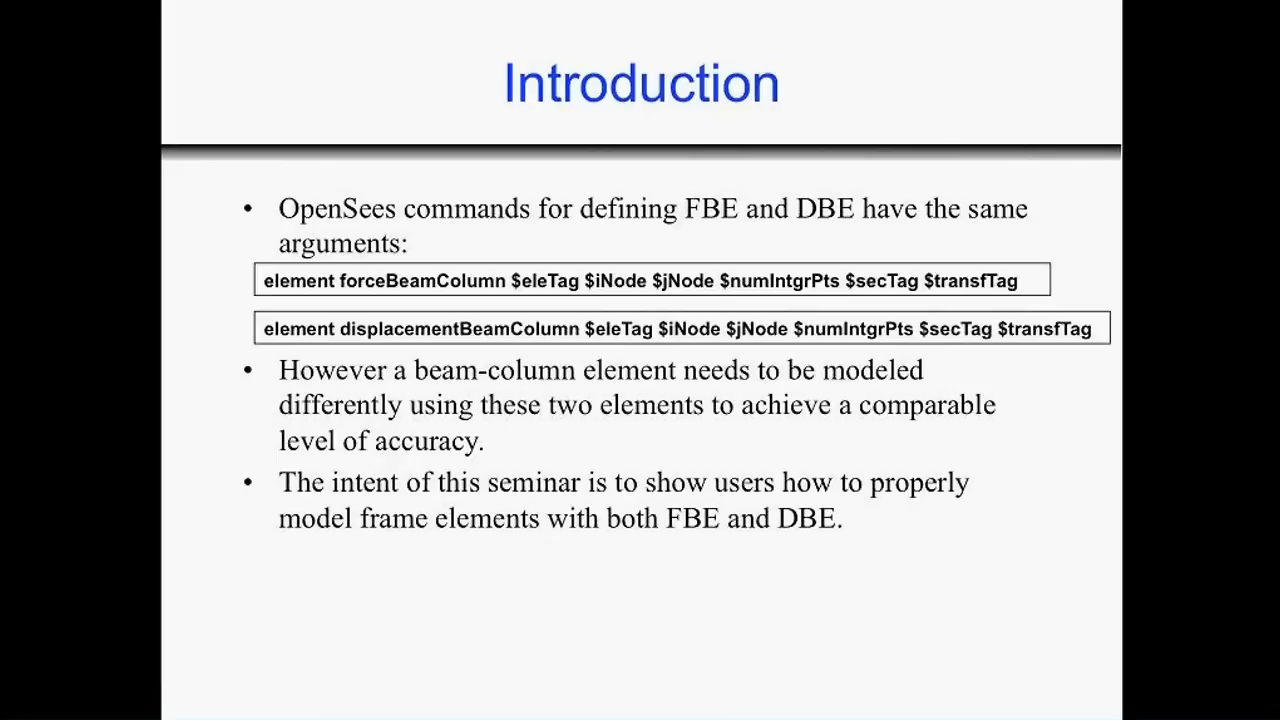 Introduction
• OpenSees commands for defining FBE and DBE have the same
arguments:
element forceBeamColumn $eleTag $iNode $jNode $numIntgrPts $secTag $transfTag
element displacementBeamColumn $eleTag $iNode $jNode $numIntgrPts $secTag $transfTag
• However a beam-column element needs to be modeled
differently using these two elements to achieve a comparable
level of accuracy.
• The intent of this seminar is to show users how to properly
model frame elements with both FBE and DBE.